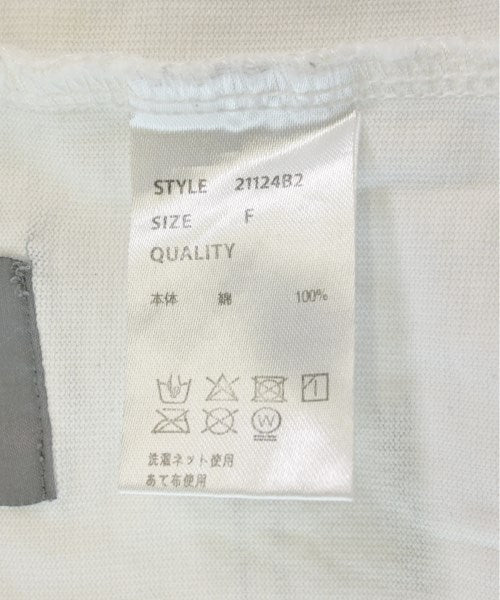 STYLE 21124B2
SIZE F
QUALITY
本体 綿 100%
W
洗濯ネット使用
あて布使用